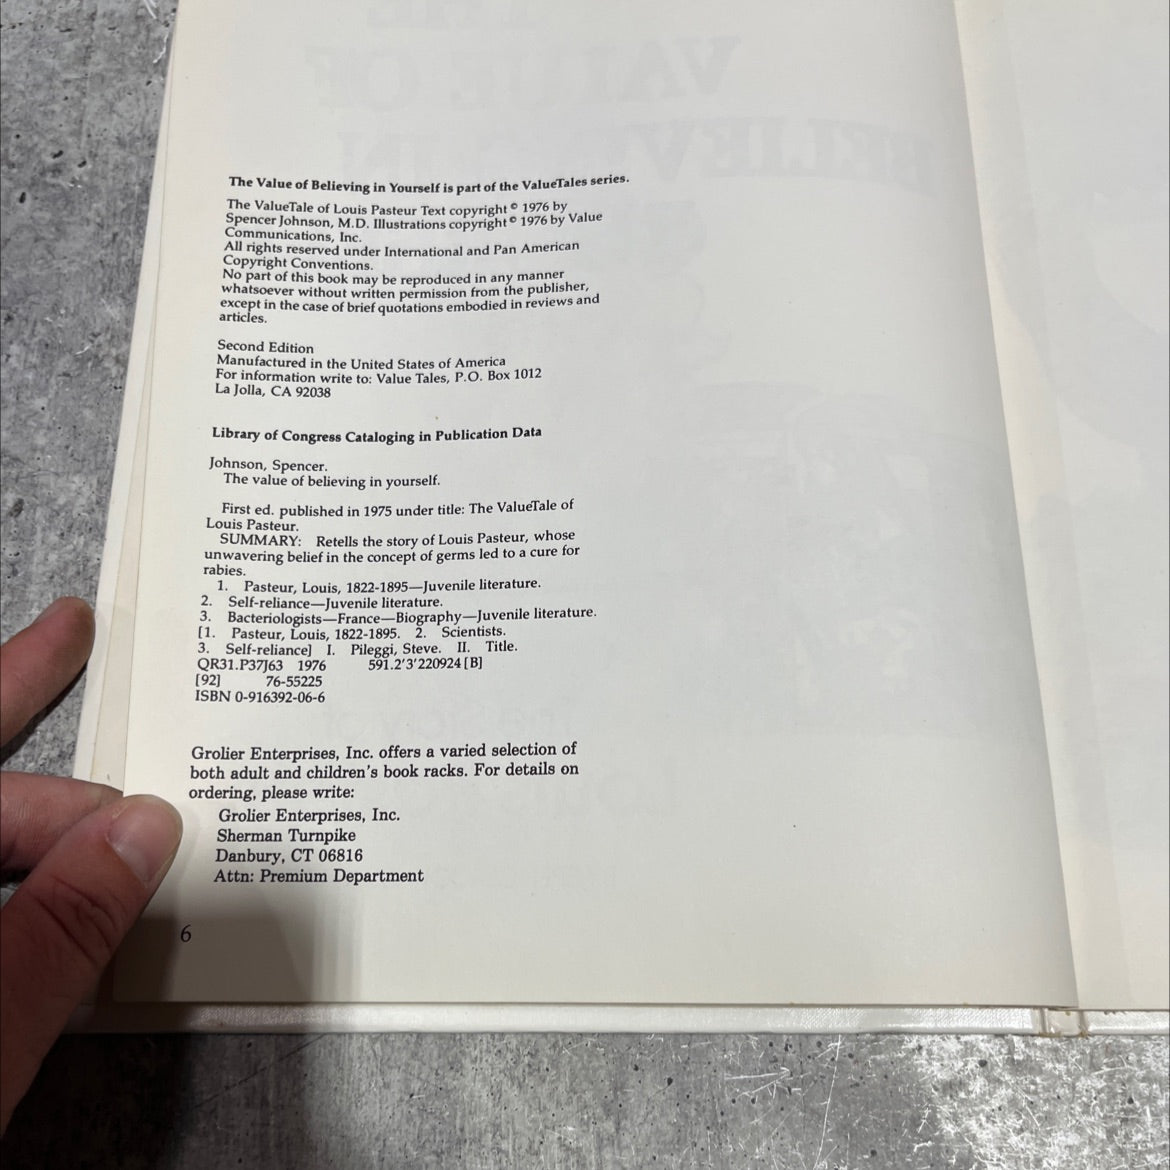 The Value of Believing in Yourself is part of the ValueTales series.
The ValueTale of Louis Pasteur Text copyright © 1976 by
Spencer Johnson, M.D. Illustrations copyright © 1976 by Value
Communications, Inc.
All rights reserved under International and Pan American
Copyright Conventions.
No part of this book may be reproduced in any manner
whatsoever without written permission from the publisher,
except in the case of brief quotations embodied in reviews and
articles.
Second Edition
Manufactured in the United States of America
For information write to: Value Tales, P.O. Box 1012
La Jolla, CA 92038
Library of Congress Cataloging in Publication Data
Johnson, Spencer.
The value of believing in yourself.
First ed. published in 1975 under title: The ValueTale of
Louis Pasteur.
SUMMARY: Retells the story of Louis Pasteur, whose
unwavering belief in the concept of germs led to a cure for
rabies.
1. Pasteur, Louis, 1822-1895—Juvenile literature.
2. Self-reliance—Juvenile literature.
3. Bacteriologists—France—Biography—Juvenile literature.
[1. Pasteur, Louis, 1822-1895. 2. Scientists.
3. Self-reliance] I. Pileggi, Steve. II. Title.
QR31.P37J63 1976 591.2'3'220924 [B]
[92] 76-55225
ISBN 0-916392-06-6
Grolier Enterprises, Inc. offers a varied selection of
both adult and children's book racks. For details on
ordering, please write:
Grolier Enterprises, Inc.
Sherman Turnpike
Danbury, CT 06816
Attn: Premium Department
6